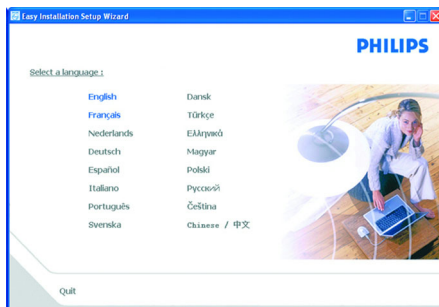 Easy Installation Setup Wizard
PHILIPS
Select a language :
English
Français
Nederlands
Deutsch
Español
Italiano
Português
Svenska
Dansk
Türkçe
Ελληνικά
Magyar
Polski
Русский
Čeština
Chinese / 中文
Quit